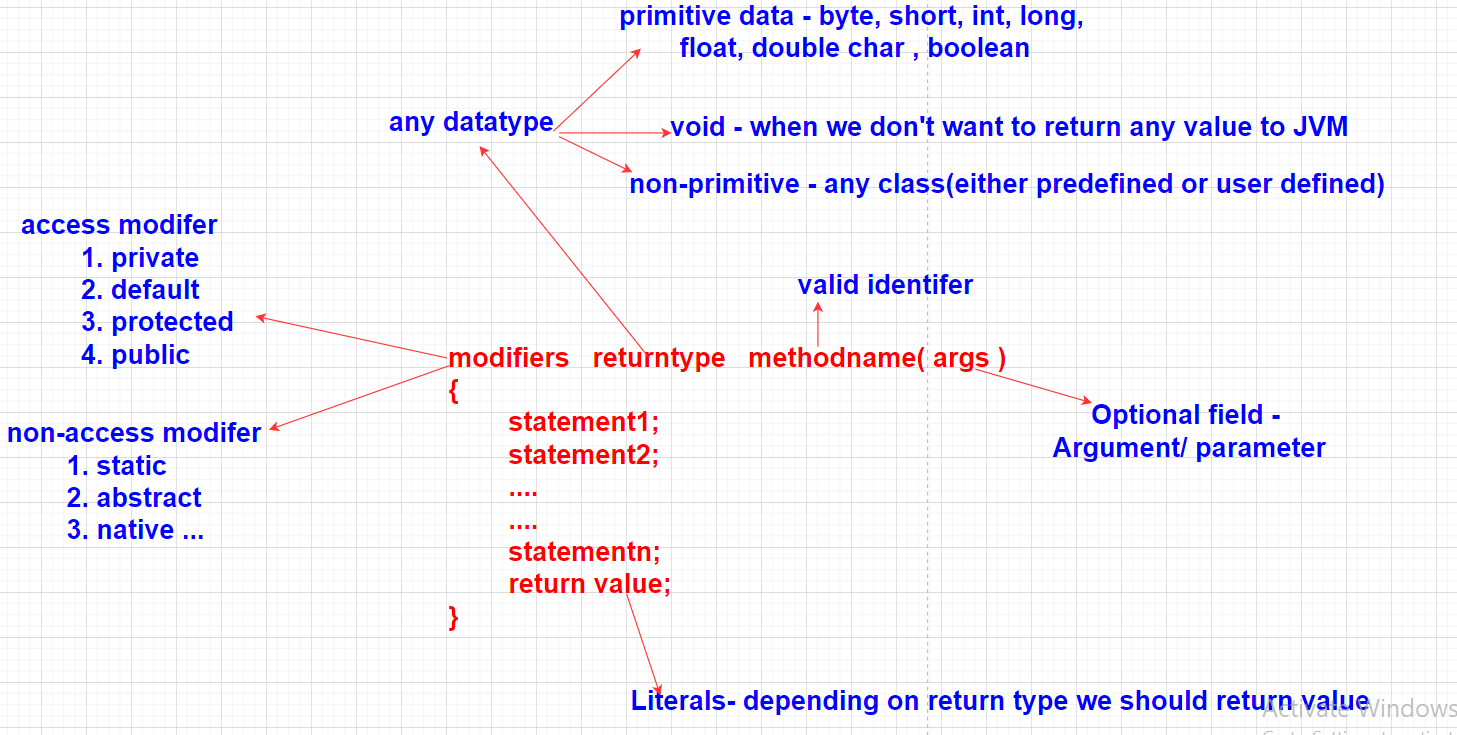 primitive data - byte, short, int, long,
float, double char , boolean
any datatype
void - when we don't want to return any value to JVM
non-primitive - any class(either predefined or user defined)
access modifer
1. private
2. default
3. protected
4. public
valid identifer
modifiers returntype methodname( args )
{
Optional field -
Argument/ parameter
non-access modifer
1. static
2. abstract
3. native ...
statement1;
statement2;
....
....
statementn;
return value;
}
Literals- depending on return type we should return value
Activate Windows